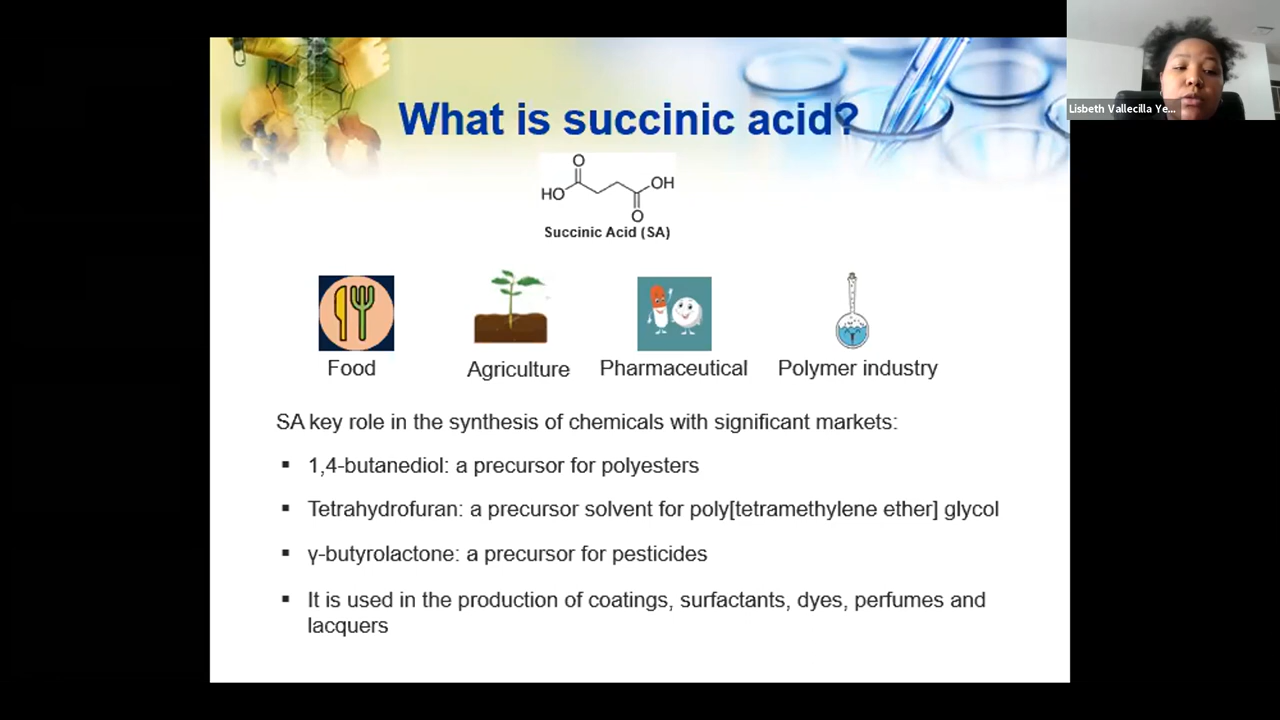 What is succinic acid?
Lisbeth Vallecilla Ye...
O
HO
OH
O
Succinic Acid (SA)
Food
Agriculture
Pharmaceutical
Polymer industry
SA key role in the synthesis of chemicals with significant markets:
▪ 1,4-butanediol: a precursor for polyesters
▪ Tetrahydrofuran: a precursor solvent for poly[tetramethylene ether] glycol
▪ γ-butyrolactone: a precursor for pesticides
▪ It is used in the production of coatings, surfactants, dyes, perfumes and
lacquers